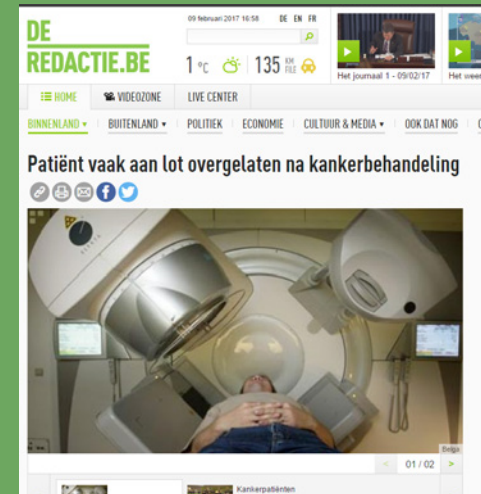 DE
REDACTIE.BE
09 februari 2017 16:58 DE EN FR
1 °C 135 KM FILE
Het journaal 1 - 09/02/17
Het weer
HOME VIDEOZONE LIVE CENTER
BINNENLAND BUITENLAND POLITIEK ECONOMIE CULTUUR & MEDIA OOK DAT NOG
Patiënt vaak aan lot overgelaten na kankerbehandeling
Belga
< 01 / 02 >
Kankerpatiënten